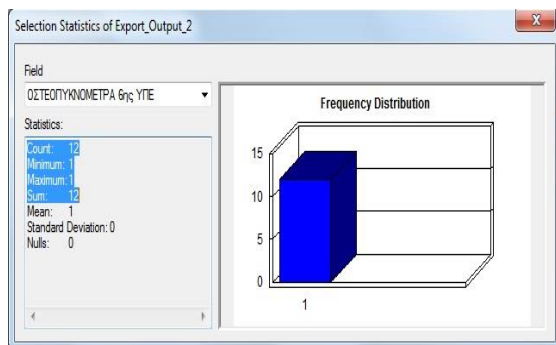 Selection Statistics of Export_Output_2
X
Field
ΟΣΤΕΟΠΥΚΝΟΜΕΤΡΑ 6ης ΥΠΕ
Statistics:
Count: 12
Minimum: 1
Maximum: 1
Sum: 12
Mean: 1
Standard Deviation: 0
Nulls: 0
Frequency Distribution
15
10
5
0
1